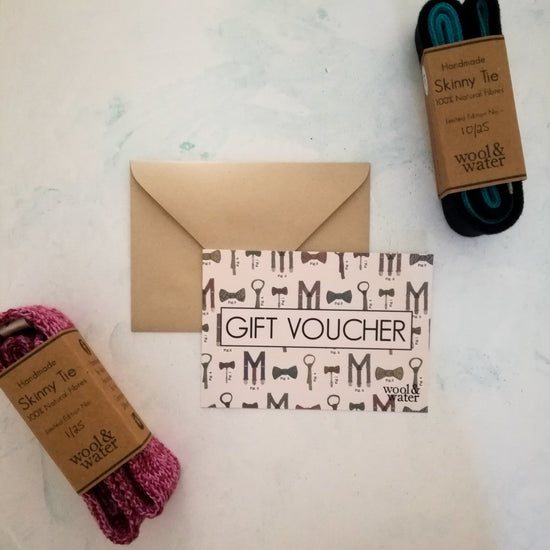 Handmade
Skinny Tie
100% Natural Fibres
Limited Edition No:-
10/25
wool&
water
GIFT VOUCHER
wool&
water
Handmade
Skinny Tie
100% Natural Fibres
Limited Edition No:-
1/25
wool&
water